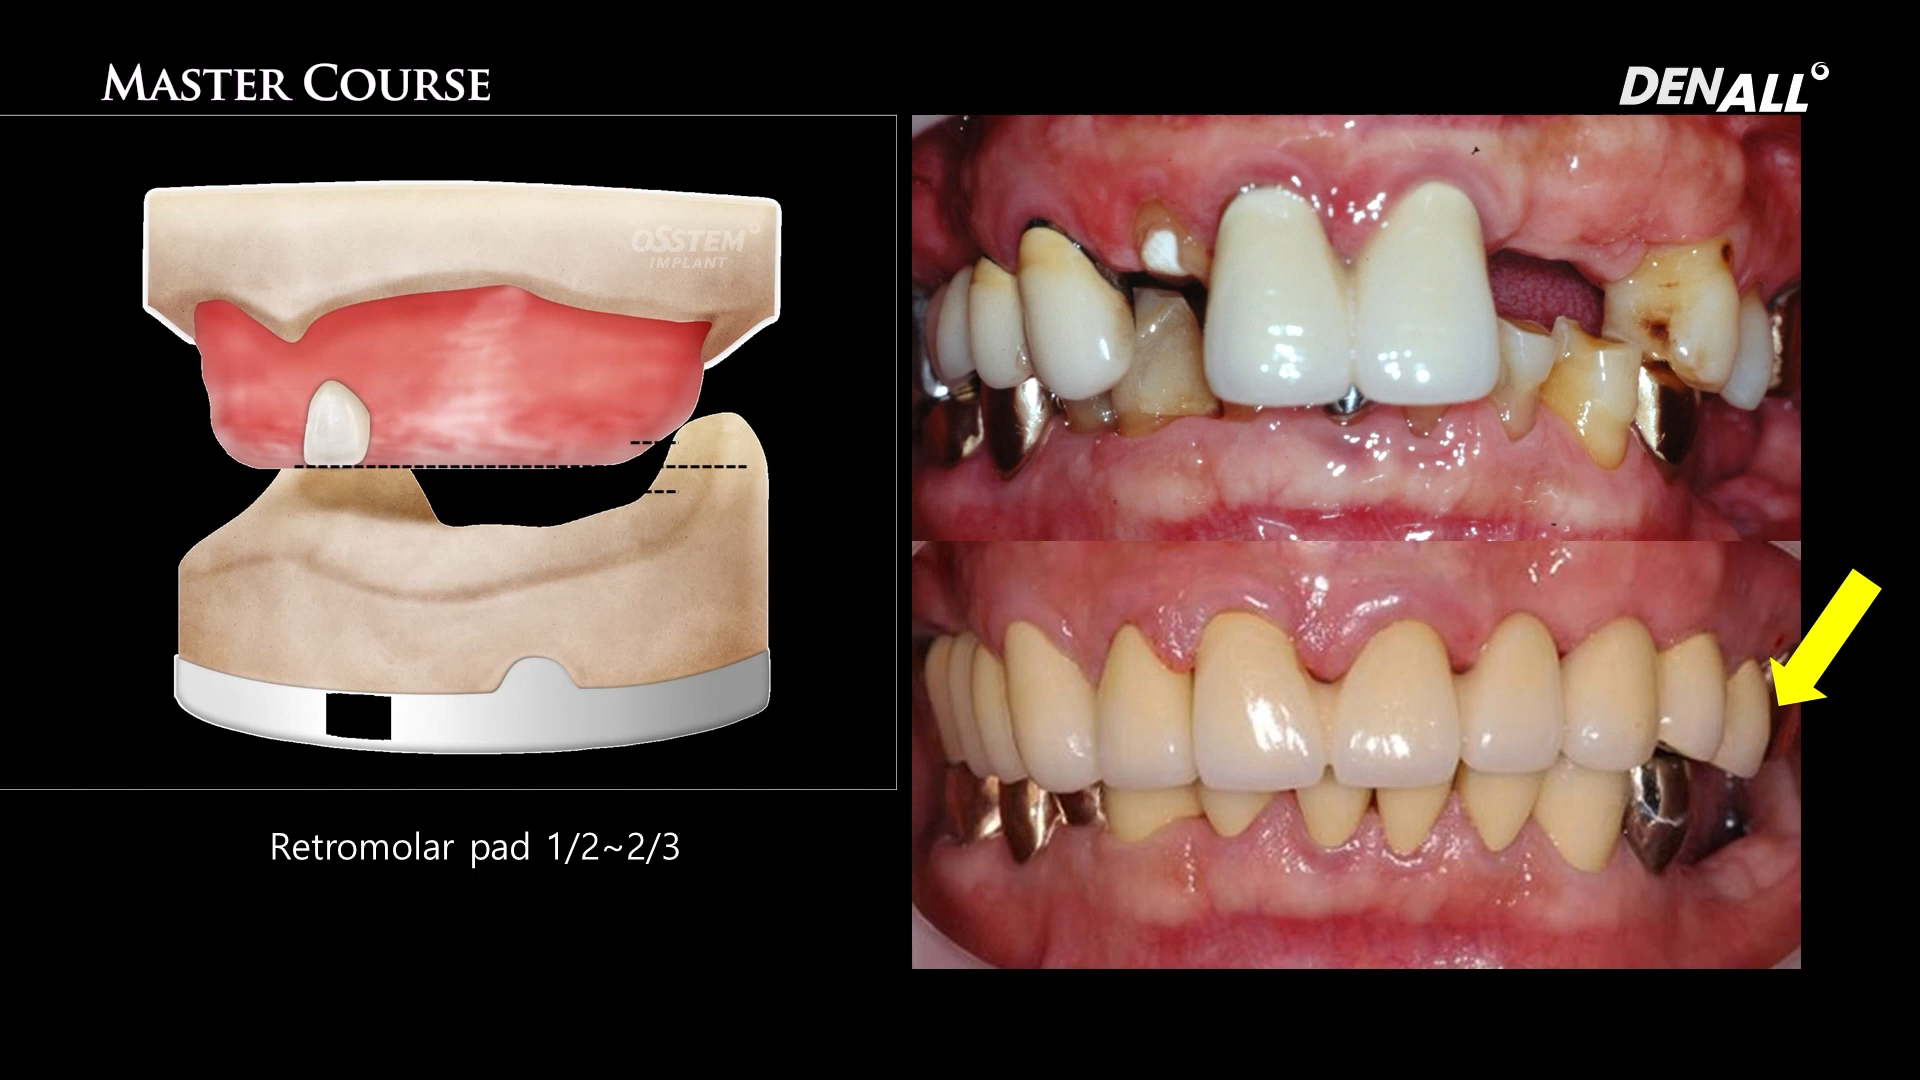 MASTER COURSE
DENALL
OSSTEM
IMPLANT
Retromolar pad 1/2~2/3